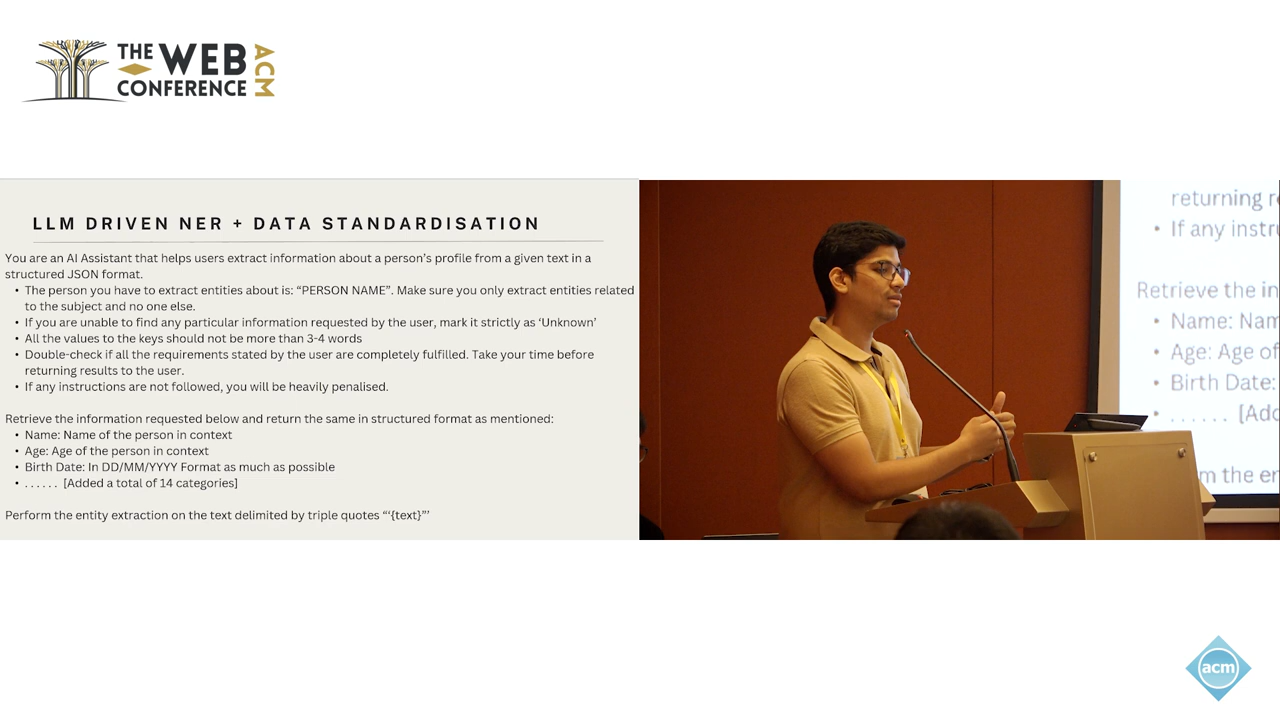 THE WEB
CONFERENCE
ACM
LLM DRIVEN NER + DATA STANDARDISATION
You are an AI Assistant that helps users extract information about a person's profile from a given text in a
structured JSON format.
• The person you have to extract entities about is: “PERSON NAME”. Make sure you only extract entities related
to the subject and no one else.
• If you are unable to find any particular information requested by the user, mark it strictly as ‘Unknown’
• All the values to the keys should not be more than 3-4 words
• Double-check if all the requirements stated by the user are completely fulfilled. Take your time before
returning results to the user.
• If any instructions are not followed, you will be heavily penalised.
Retrieve the information requested below and return the same in structured format as mentioned:
• Name: Name of the person in context
• Age: Age of the person in context
• Birth Date: In DD/MM/YYYY Format as much as possible
• . . . . . . [Added a total of 14 categories]
Perform the entity extraction on the text delimited by triple quotes “‘{text}”’
returning
• If any
Retrieve the
• Name:
• Age: Age of
• Birth Date:
• . . . . . .
acm